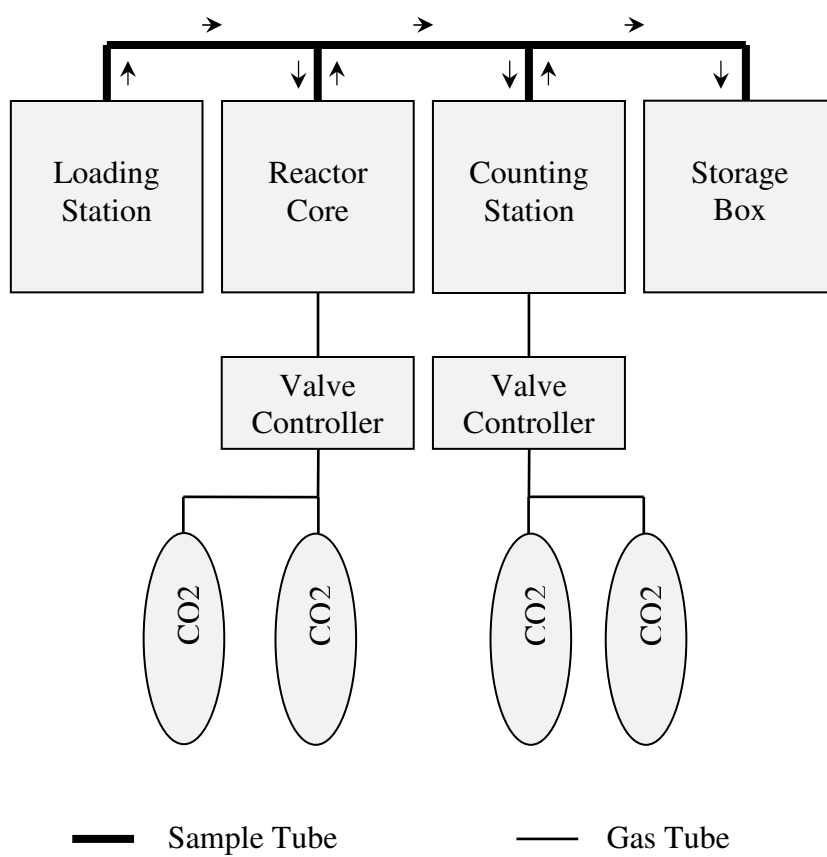 Loading
Station
Reactor
Core
Counting
Station
Storage
Box
Valve
Controller
Valve
Controller
CO2
CO2
CO2
CO2
Sample Tube
Gas Tube